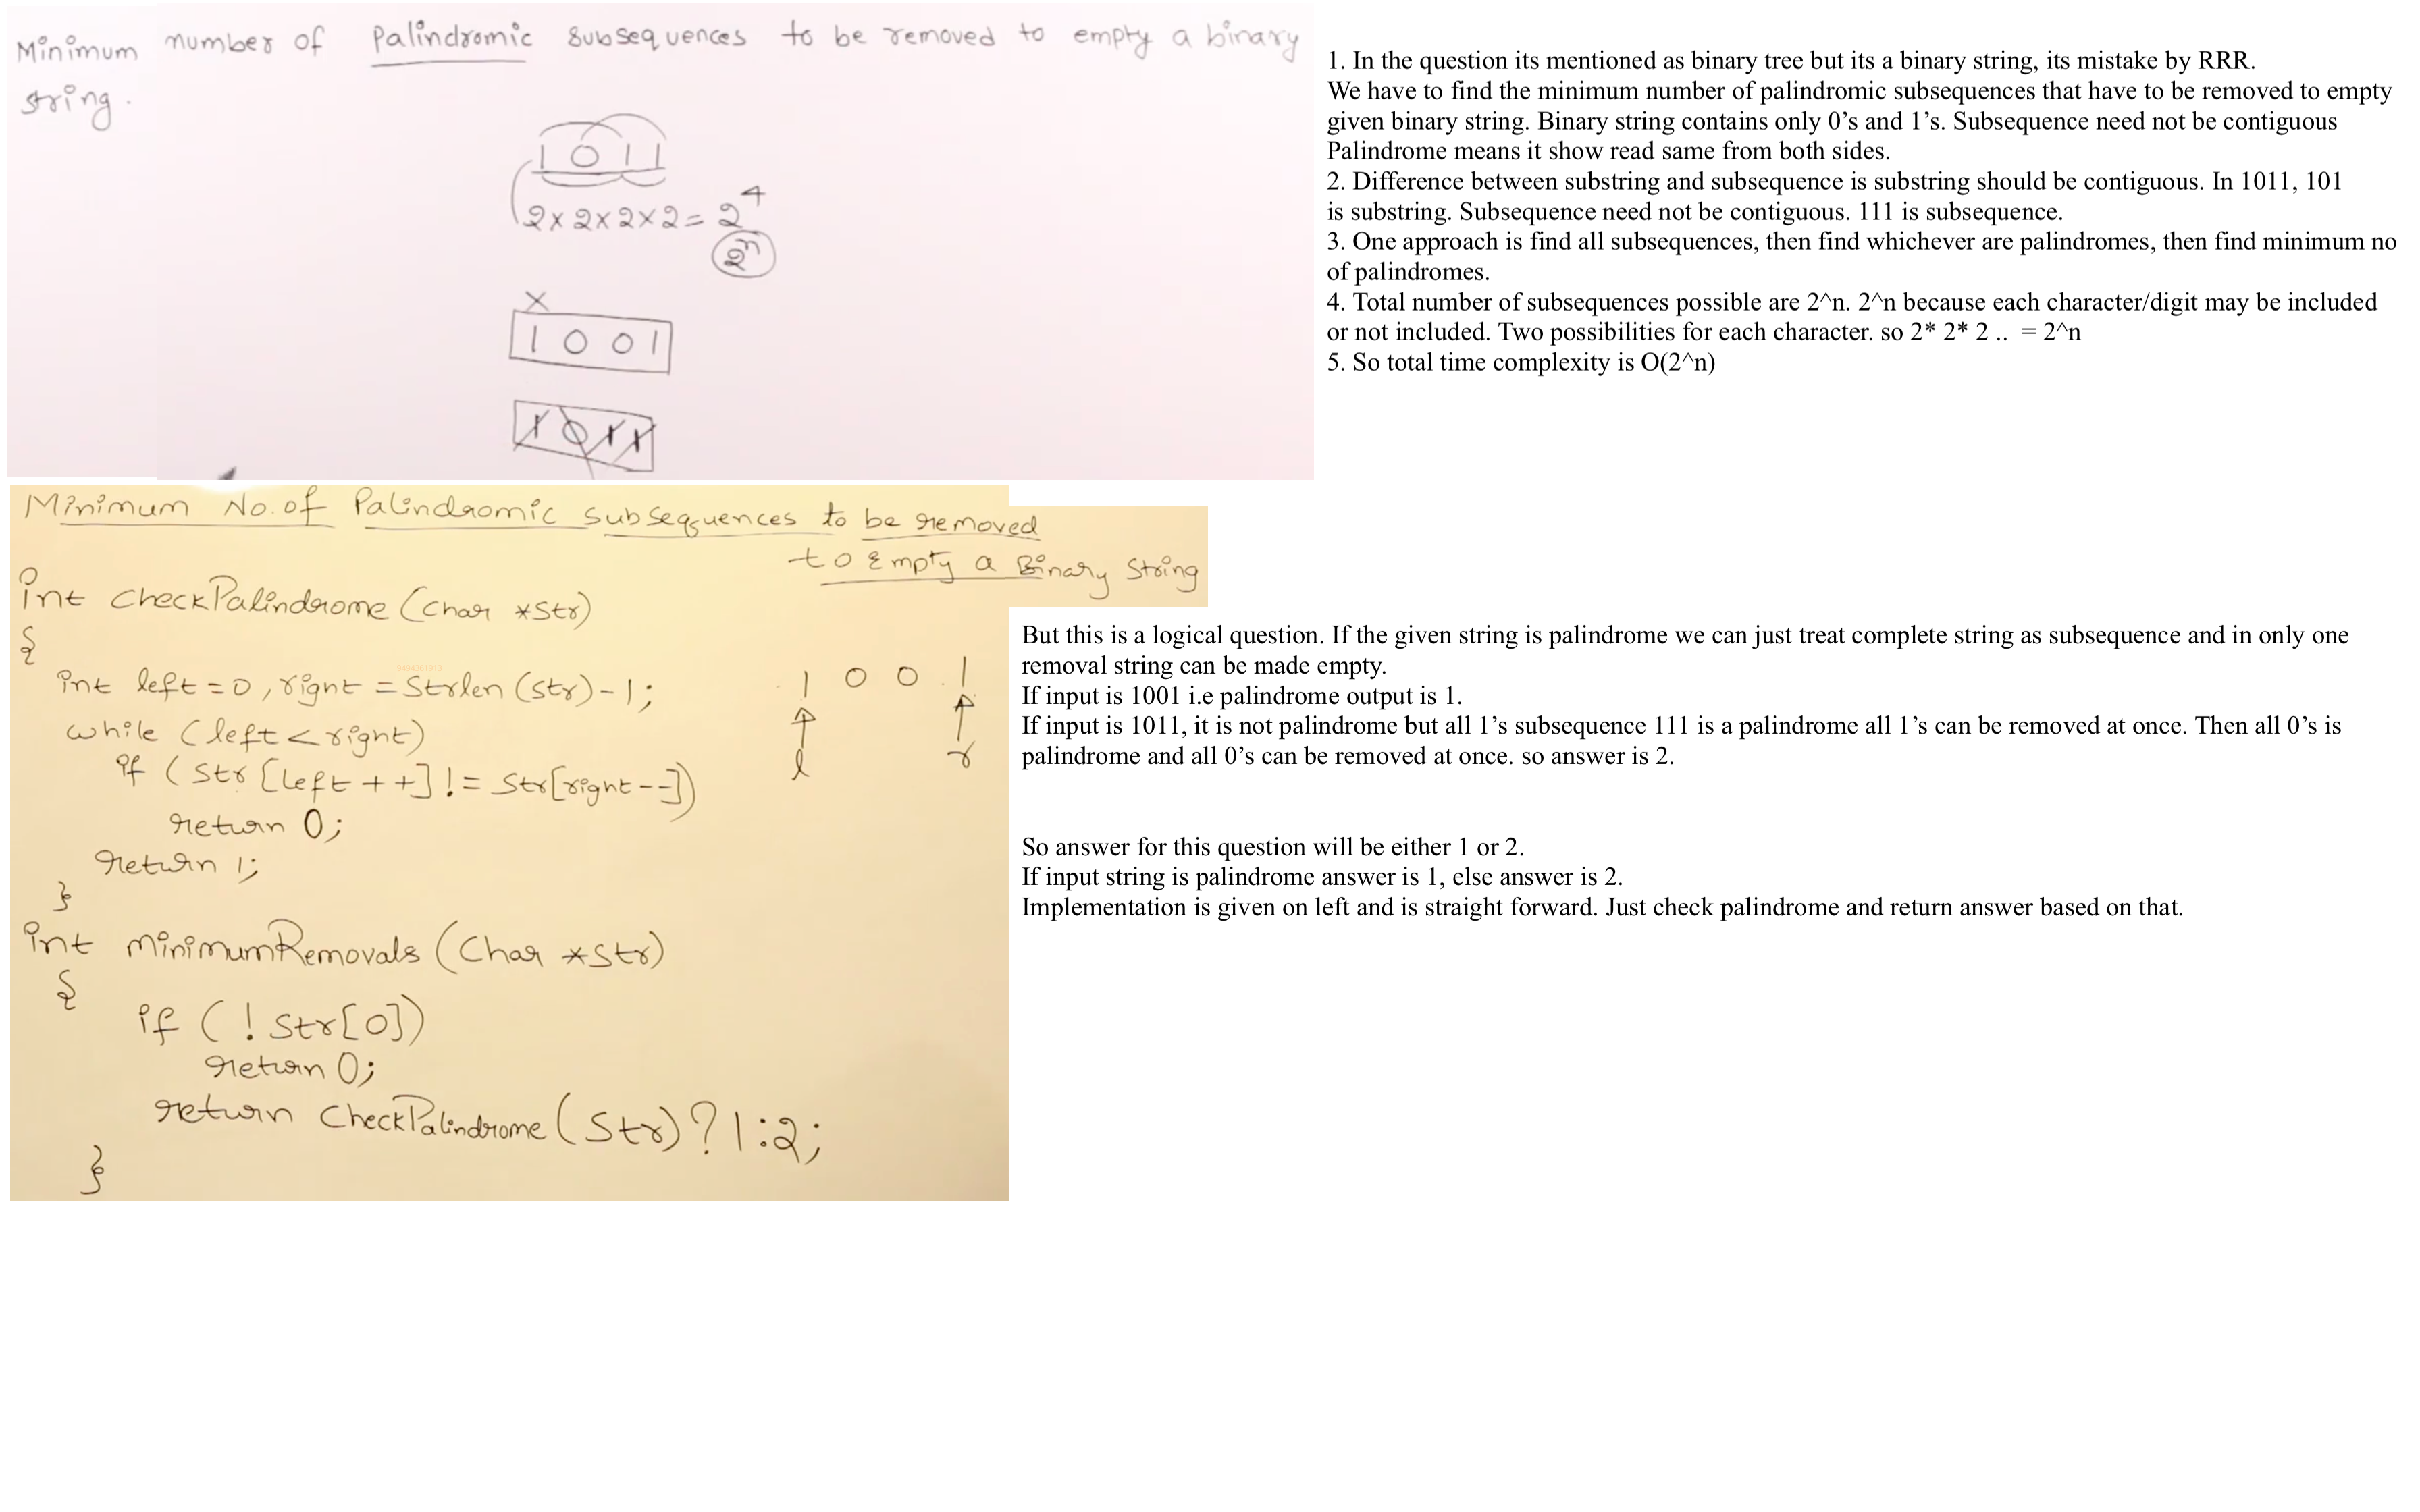 Minimum number of Palindromic subsequences to be removed to empty a binary
string.
1 0 1 1
2 x 2 x 2 x 2 = 2^4
2^n
x
1 0 0 1
1 0 1 1
1. In the question its mentioned as binary tree but its a binary string, its mistake by RRR.
We have to find the minimum number of palindromic subsequences that have to be removed to empty
given binary string. Binary string contains only 0’s and 1’s. Subsequence need not be contiguous
Palindrome means it show read same from both sides.
2. Difference between substring and subsequence is substring should be contiguous. In 1011, 101
is substring. Subsequence need not be contiguous. 111 is subsequence.
3. One approach is find all subsequences, then find whichever are palindromes, then find minimum no
of palindromes.
4. Total number of subsequences possible are 2^n. 2^n because each character/digit may be included
or not included. Two possibilities for each character. so 2* 2* 2 ..  = 2^n
5. So total time complexity is O(2^n)
Minimum No. of Palindromic subsequences to be removed
to Empty a Binary String
int checkPalindrome (char *str)
{
int left = 0, right = Strlen (str) - 1;
while (left < right)
if (str [left ++] != str[right --])
return 0;
return 1;
}
1 0 0 1
l r
int minimumRemovals (Char *str)
{
if (! str[0])
return 0;
return CheckPalindrome (Str) ? 1 : 2;
}
But this is a logical question. If the given string is palindrome we can just treat complete string as subsequence and in only one
removal string can be made empty.
If input is 1001 i.e palindrome output is 1.
If input is 1011, it is not palindrome but all 1’s subsequence 111 is a palindrome all 1’s can be removed at once. Then all 0’s is
palindrome and all 0’s can be removed at once. so answer is 2.
So answer for this question will be either 1 or 2.
If input string is palindrome answer is 1, else answer is 2.
Implementation is given on left and is straight forward. Just check palindrome and return answer based on that.